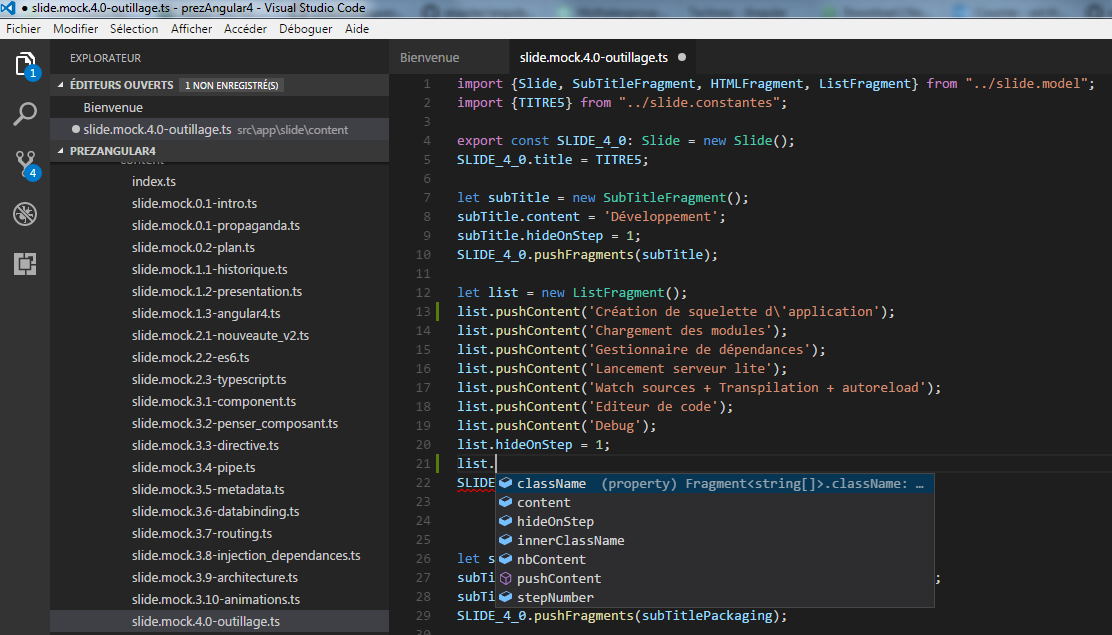 ● slide.mock.4.0-outillage.ts - prezAngular4 - Visual Studio Code
Fichier Modifier Sélection Afficher Accéder Déboguer Aide
EXPLORATEUR
ÉDITEURS OUVERTS 1 NON ENREGISTRÉ(S)
Bienvenue
● slide.mock.4.0-outillage.ts src\app\slide\content
PREZANGULAR4
content
index.ts
slide.mock.0.1-intro.ts
slide.mock.0.1-propaganda.ts
slide.mock.0.2-plan.ts
slide.mock.1.1-historique.ts
slide.mock.1.2-presentation.ts
slide.mock.1.3-angular4.ts
slide.mock.2.1-nouveaute_v2.ts
slide.mock.2.2-es6.ts
slide.mock.2.3-typescript.ts
slide.mock.3.1-component.ts
slide.mock.3.2-penser_composant.ts
slide.mock.3.3-directive.ts
slide.mock.3.4-pipe.ts
slide.mock.3.5-metadata.ts
slide.mock.3.6-databinding.ts
slide.mock.3.7-routing.ts
slide.mock.3.8-injection_dependances.ts
slide.mock.3.9-architecture.ts
slide.mock.3.10-animations.ts
slide.mock.4.0-outillage.ts
1
4
Bienvenue slide.mock.4.0-outillage.ts ●
1 import {Slide, SubTitleFragment, HTMLFragment, ListFragment} from "../slide.model";
2 import {TITRE5} from "../slide.constantes";
3
4 export const SLIDE_4_0: Slide = new Slide();
5 SLIDE_4_0.title = TITRE5;
6
7 let subTitle = new SubTitleFragment();
8 subTitle.content = 'Développement';
9 subTitle.hideOnStep = 1;
10 SLIDE_4_0.pushFragments(subTitle);
11
12 let list = new ListFragment();
13 list.pushContent('Création de squelette d\'application');
14 list.pushContent('Chargement des modules');
15 list.pushContent('Gestionnaire de dépendances');
16 list.pushContent('Lancement serveur lite');
17 list.pushContent('Watch sources + Transpilation + autoreload');
18 list.pushContent('Editeur de code');
19 list.pushContent('Debug');
20 list.hideOnStep = 1;
21 list.
22 SLIDE
23
24
25
26 let s
27 subTi ;
28 subTi
29 SLIDE_4_0.pushFragments(subTitlePackaging);
30
className (property) Fragment<string[]>.className: …
content
hideOnStep
innerClassName
nbContent
pushContent
stepNumber